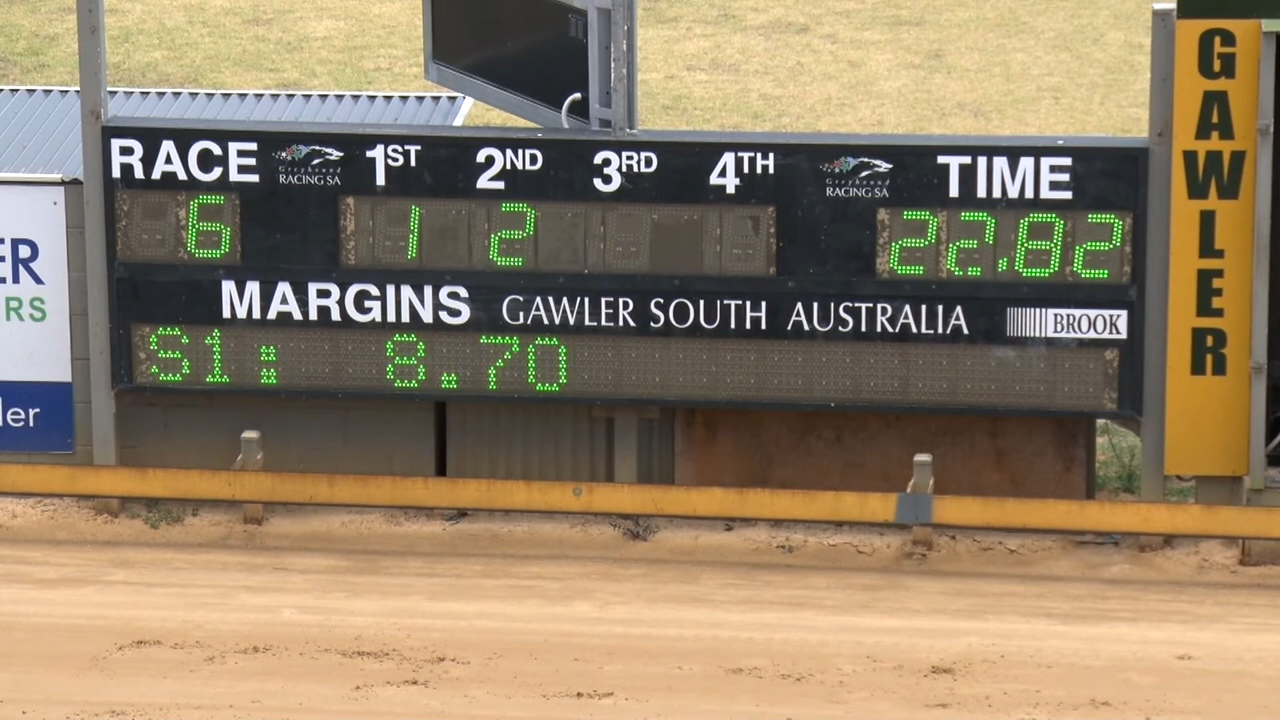 RACE Greyhound RACING SA 1ST 2ND 3RD 4TH Greyhound RACING SA TIME
6 1 2 22.82
MARGINS GAWLER SOUTH AUSTRALIA BROOK
S1: 8.70
GAWLER
ER
RS
ler